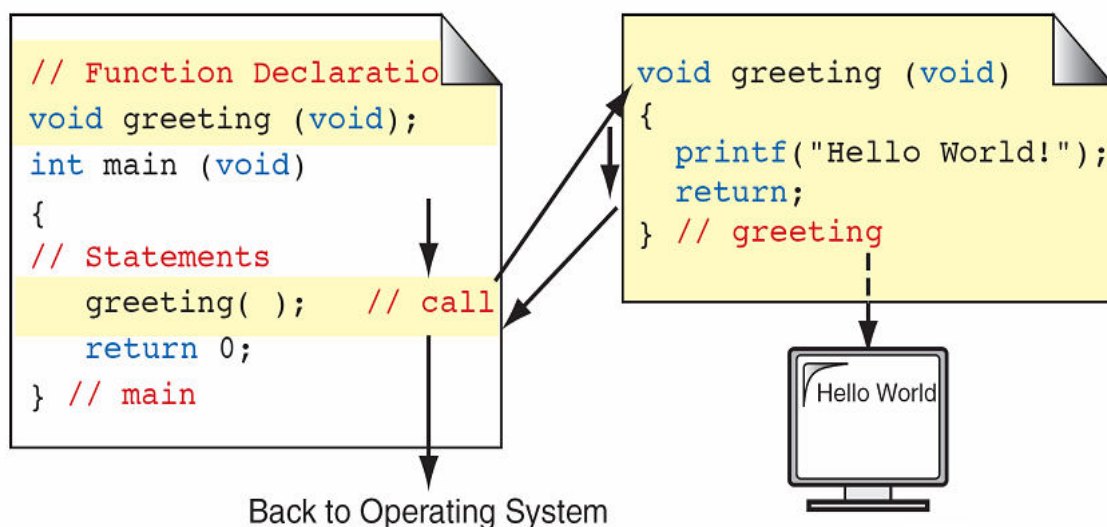 // Function Declaratio
void greeting (void);
int main (void)
{
// Statements
greeting( ); // call
return 0;
} // main
Back to Operating System
void greeting (void)
{
printf("Hello World!");
return;
} // greeting
Hello World